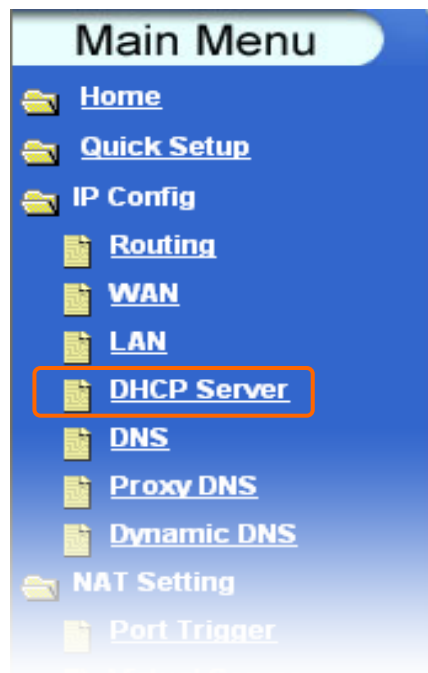 Main Menu
Home
Quick Setup
IP Config
Routing
WAN
LAN
DHCP Server
DNS
Proxy DNS
Dynamic DNS
NAT Setting
Port Trigger